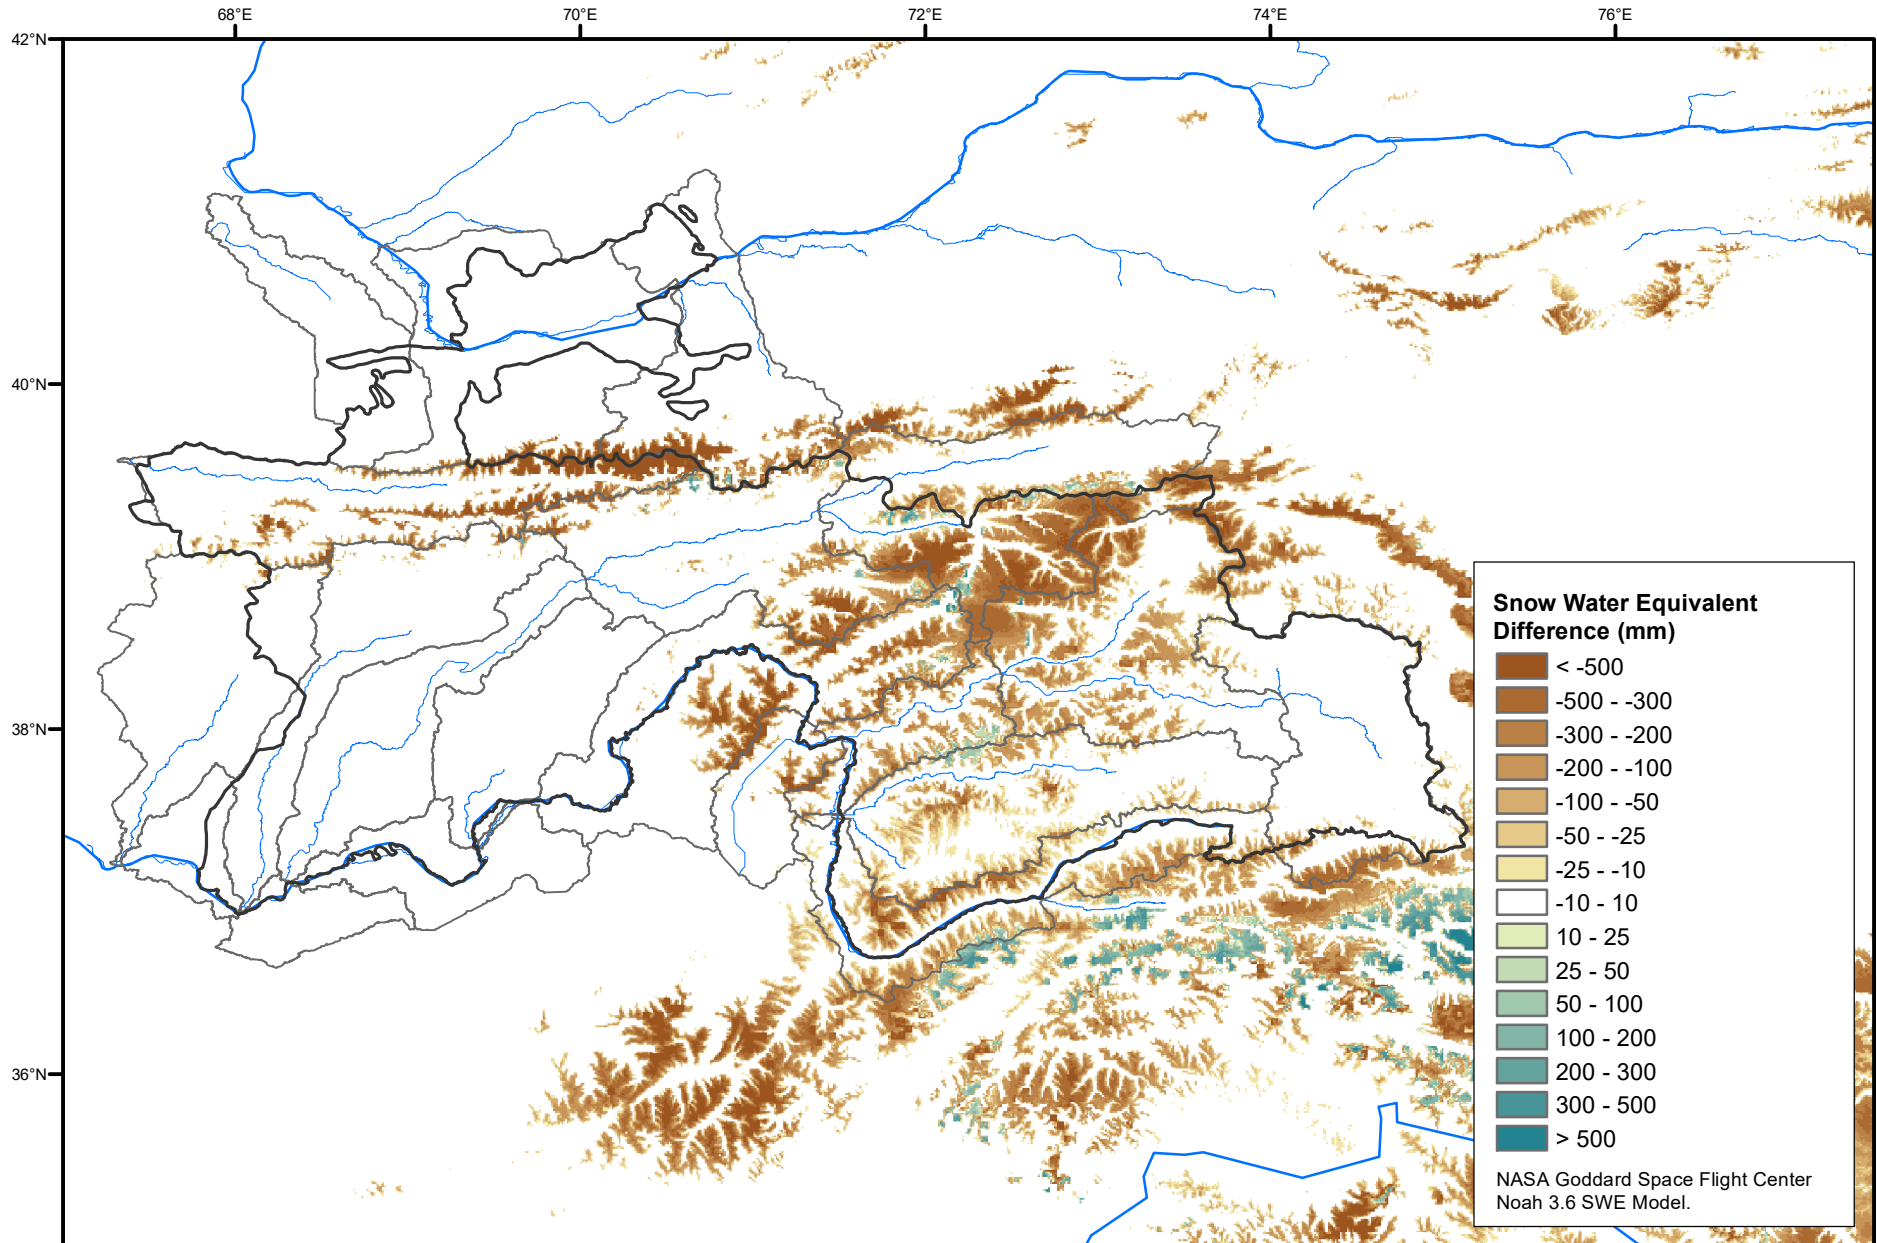 68°E
70°E
72°E
74°E
76°E
42°N
40°N
38°N
36°N
Snow Water Equivalent
Difference (mm)
< -500
-500 - -300
-300 - -200
-200 - -100
-100 - -50
-50 - -25
-25 - -10
-10 - 10
10 - 25
25 - 50
50 - 100
100 - 200
200 - 300
300 - 500
> 500
NASA Goddard Space Flight Center
Noah 3.6 SWE Model.